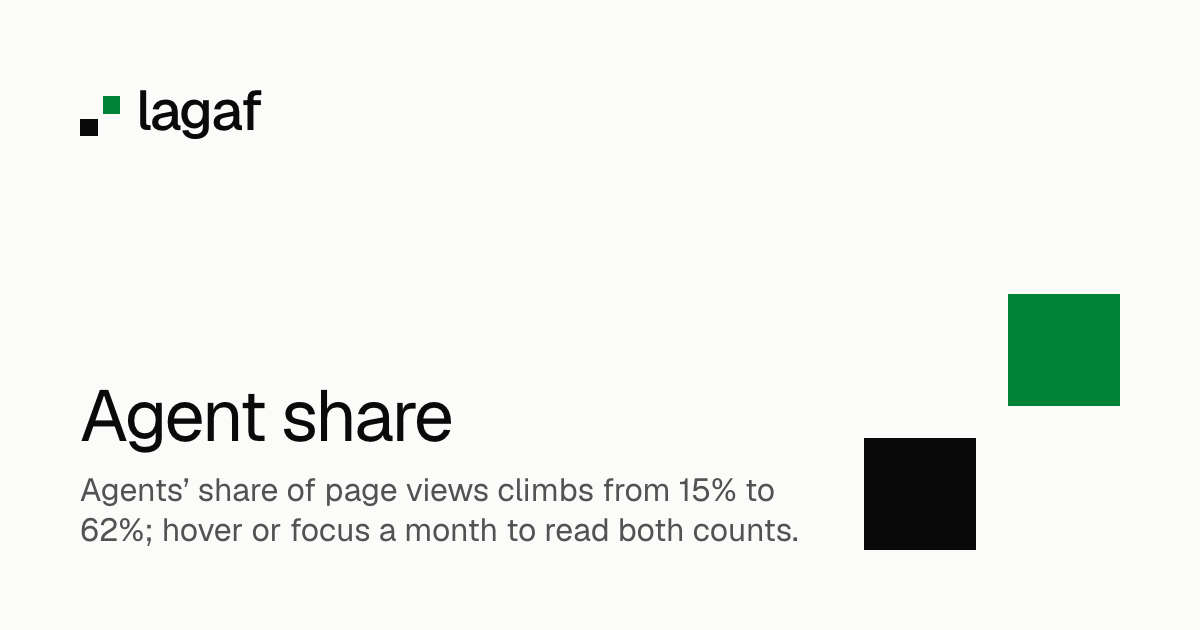 lagaf
Agent share
Agents’ share of page views climbs from 15% to
62%; hover or focus a month to read both counts.